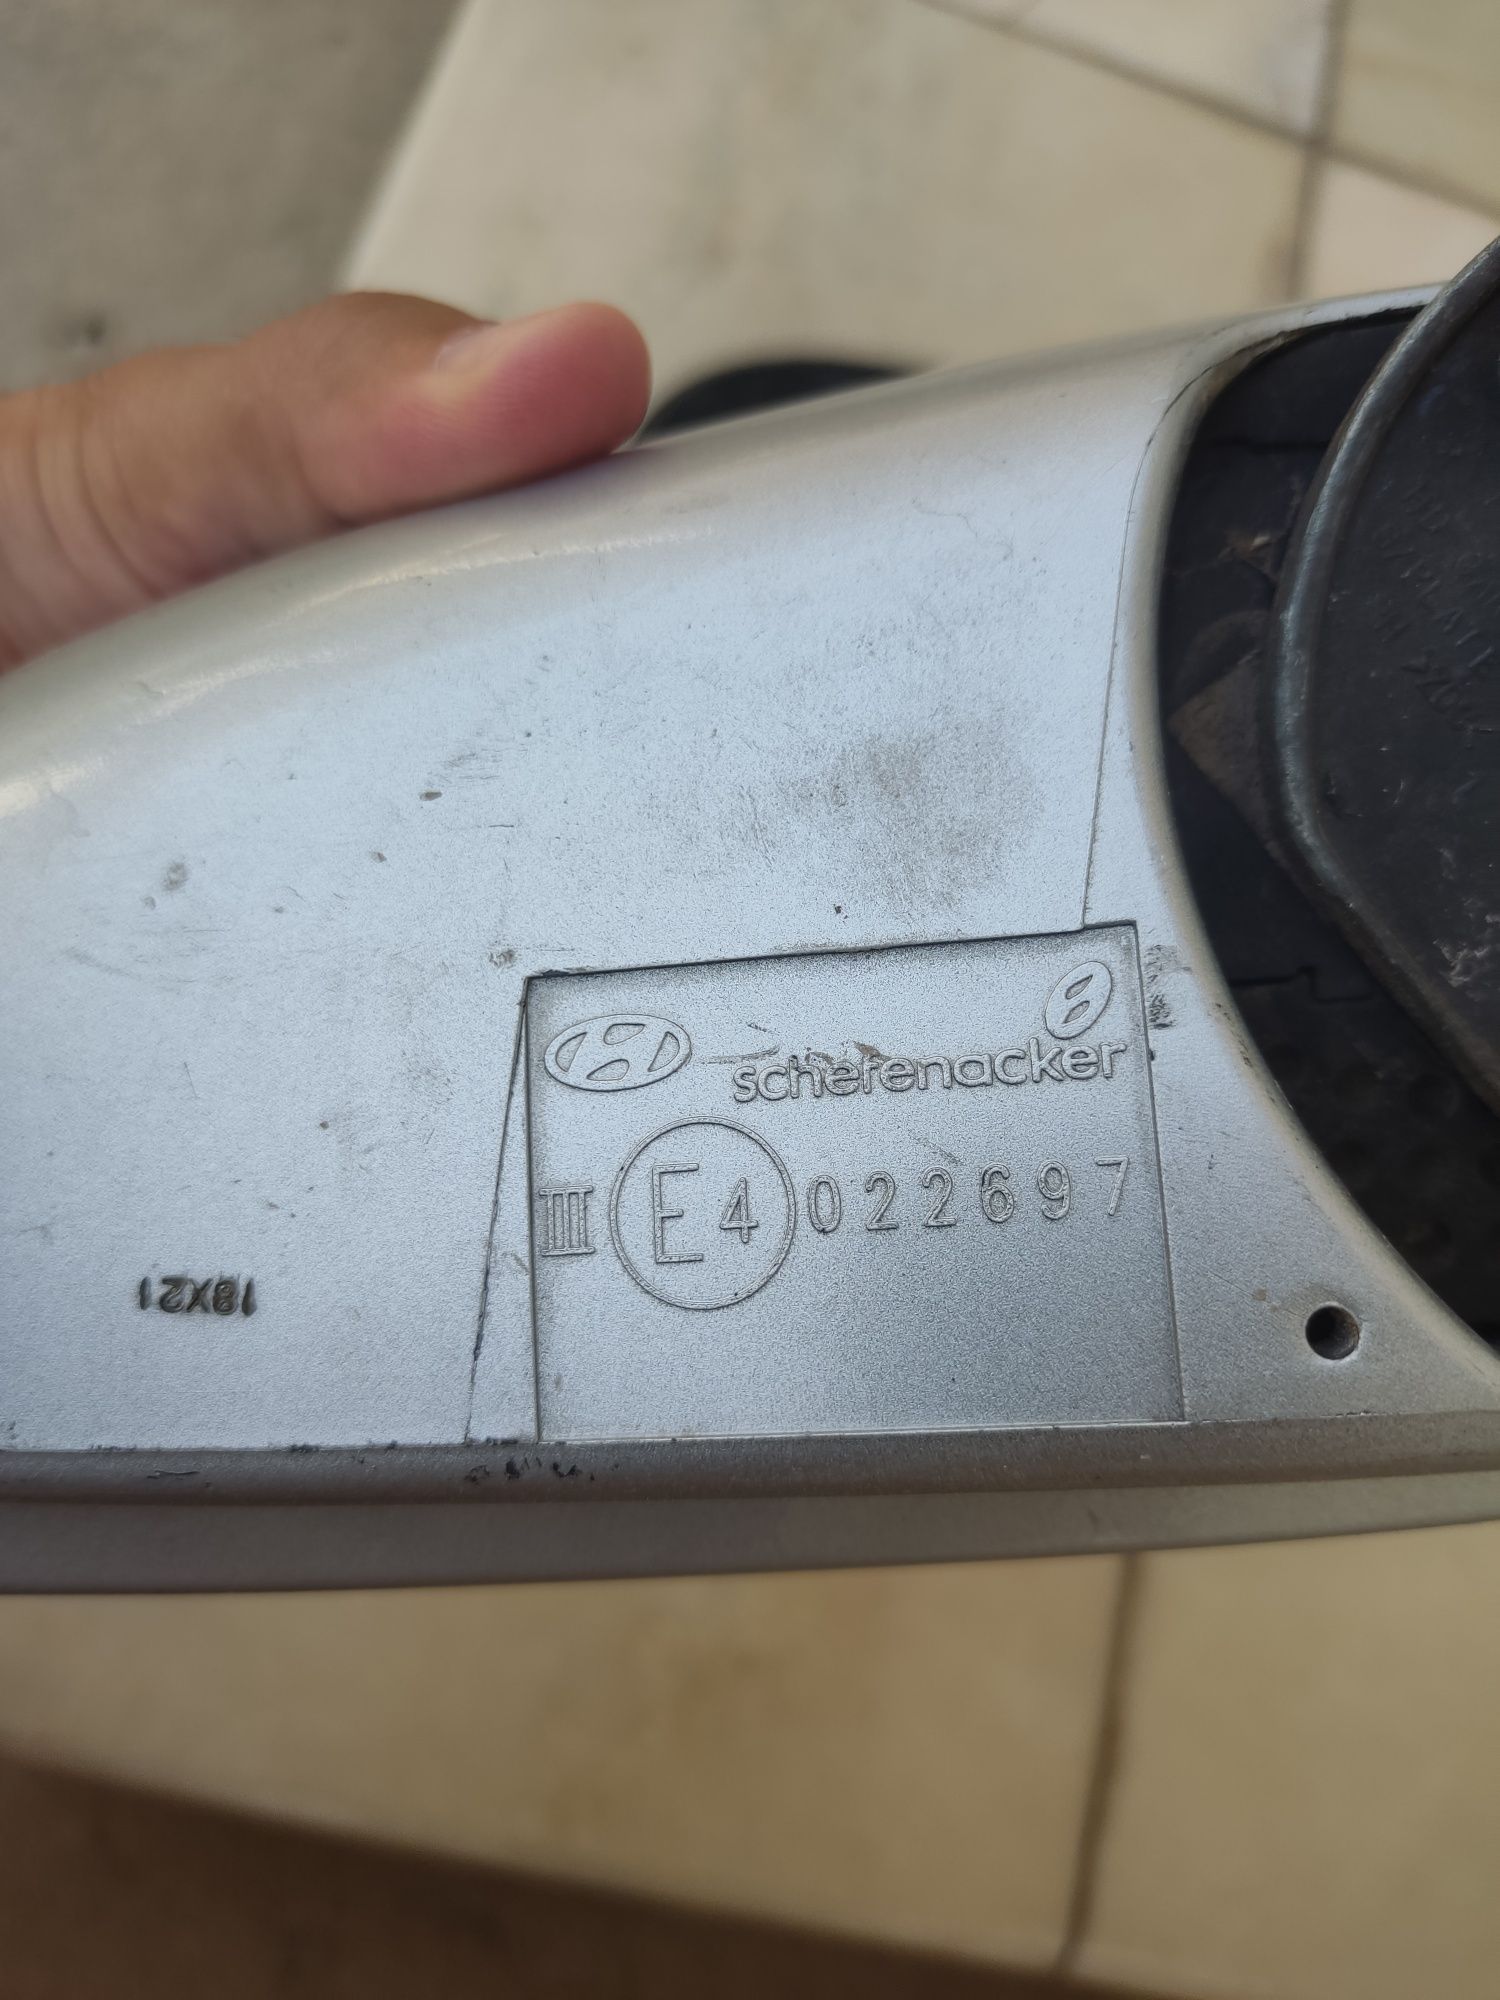 schefenacker
III E4 022697
18X21